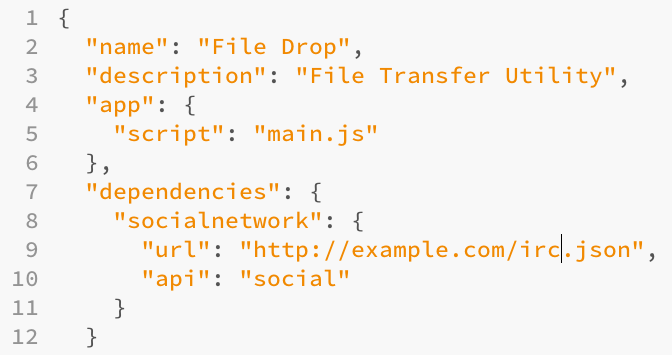 1 {
2   "name": "File Drop",
3   "description": "File Transfer Utility",
4   "app": {
5     "script": "main.js"
6   },
7   "dependencies": {
8     "socialnetwork": {
9       "url": "http://example.com/irc.json",
10       "api": "social"
11     }
12   }